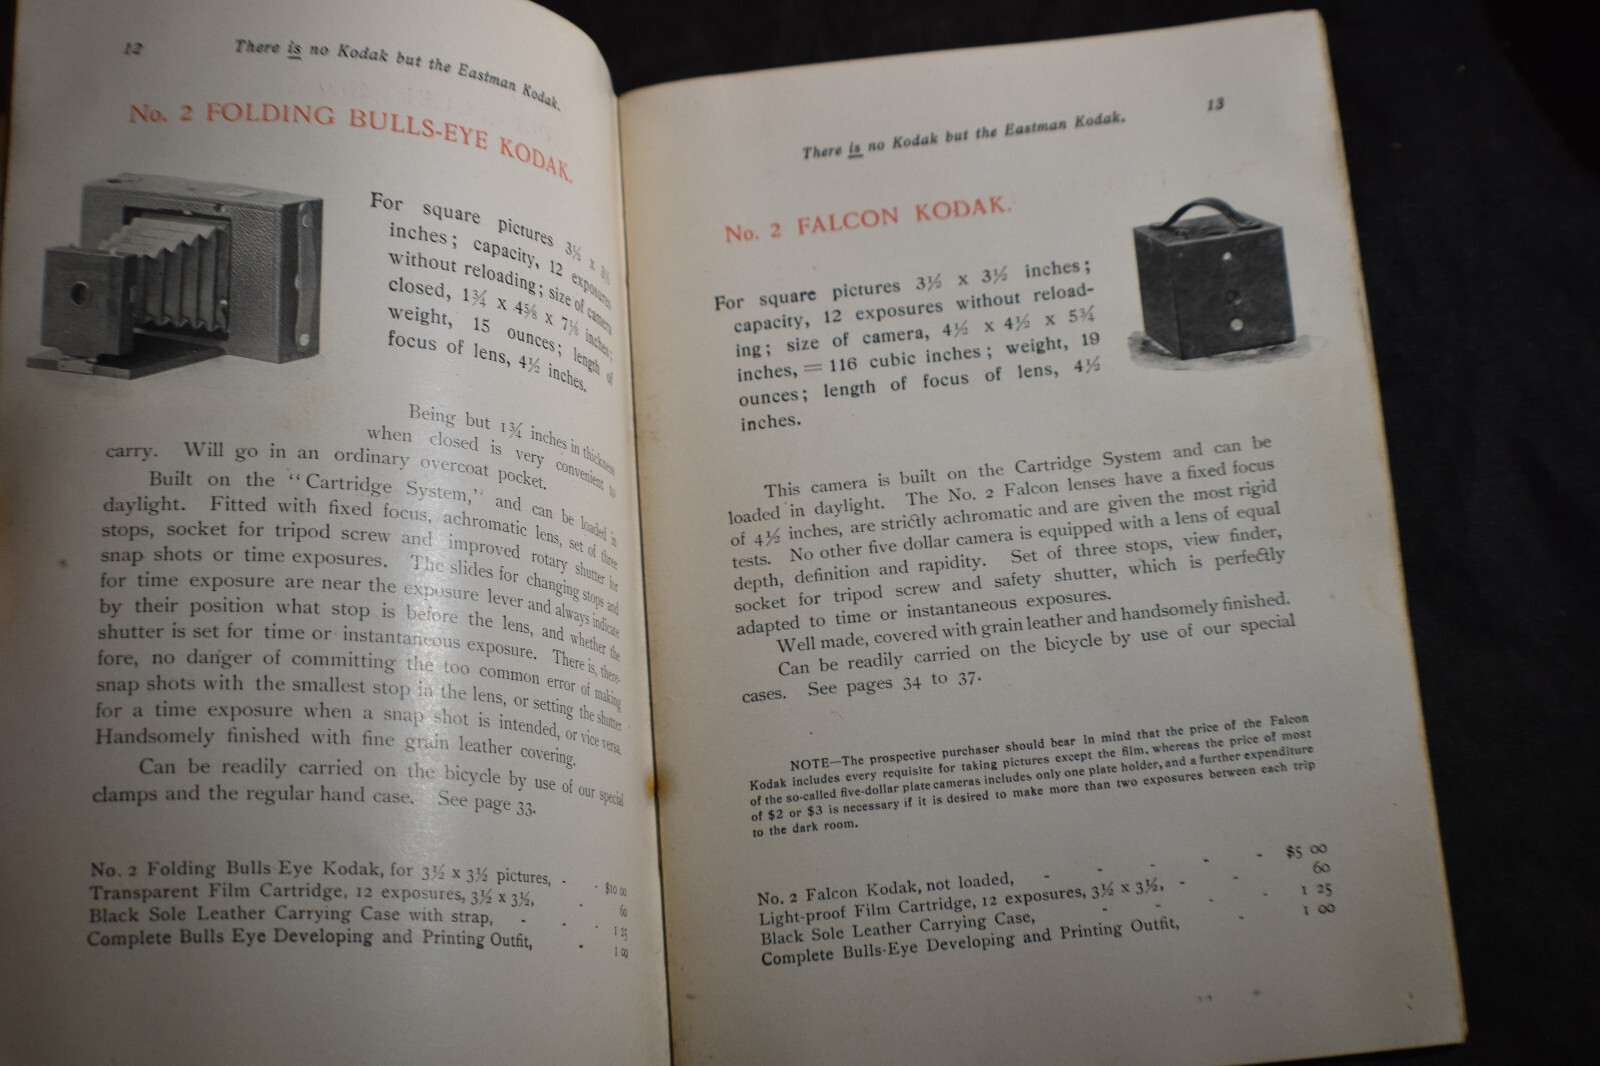 12 There is no Kodak but the Eastman Kodak.
No. 2 FOLDING BULLS-EYE KODAK.
For square pictures 3½ x 3½
inches; capacity, 12 exposures
without reloading; size of camera
closed, 1¾ x 4⅝ x 7⅛ inches;
weight, 15 ounces; length of
focus of lens, 4½ inches.
Being but 1¾ inches in thickness
when closed is very convenient to
carry. Will go in an ordinary overcoat pocket.
Built on the "Cartridge System," and can be loaded in
daylight. Fitted with fixed focus, achromatic lens, set of three
stops, socket for tripod screw and improved rotary shutter for
snap shots or time exposures. The slides for changing stops and
for time exposure are near the exposure lever and always indicate
by their position what stop is before the lens, and whether the
shutter is set for time or instantaneous exposure. There is, there-
fore, no danger of committing the too common error of making
snap shots with the smallest stop in the lens, or setting the shutter
for a time exposure when a snap shot is intended, or vice versa.
Handsomely finished with fine grain leather covering.
Can be readily carried on the bicycle by use of our special
clamps and the regular hand case. See page 33.
No. 2 Folding Bulls Eye Kodak, for 3½ x 3½ pictures, - - $10 00
Transparent Film Cartridge, 12 exposures, 3½ x 3½, - 60
Black Sole Leather Carrying Case with strap, - - - 1 25
Complete Bulls Eye Developing and Printing Outfit, - 1 00
There is no Kodak but the Eastman Kodak. 13
No. 2 FALCON KODAK.
For square pictures 3½ x 3½ inches;
capacity, 12 exposures without reload-
ing; size of camera, 4½ x 4½ x 5¾
inches, = 116 cubic inches; weight, 19
ounces; length of focus of lens, 4½
inches.
This camera is built on the Cartridge System and can be
loaded in daylight. The No. 2 Falcon lenses have a fixed focus
of 4½ inches, are strictly achromatic and are given the most rigid
tests. No other five dollar camera is equipped with a lens of equal
depth, definition and rapidity. Set of three stops, view finder,
socket for tripod screw and safety shutter, which is perfectly
adapted to time or instantaneous exposures.
Well made, covered with grain leather and handsomely finished.
Can be readily carried on the bicycle by use of our special
cases. See pages 34 to 37.
NOTE—The prospective purchaser should bear in mind that the price of the Falcon
Kodak includes every requisite for taking pictures except the film, whereas the price of most
of the so-called five-dollar plate cameras includes only one plate holder, and a further expenditure
of $2 or $3 is necessary if it is desired to make more than two exposures between each trip
to the dark room.
No. 2 Falcon Kodak, not loaded, - - - - - $5 00
Light-proof Film Cartridge, 12 exposures, 3½ x 3½, - - 60
Black Sole Leather Carrying Case, - - - - 1 25
Complete Bulls-Eye Developing and Printing Outfit, - 1 00